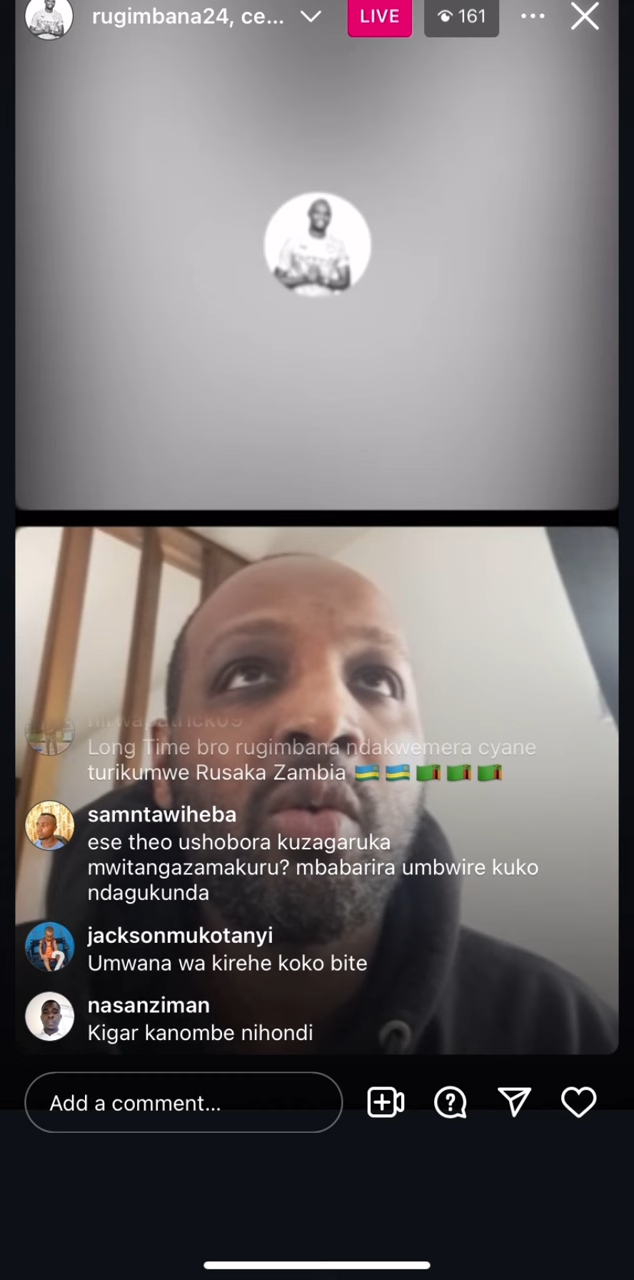 rugimbana24, ce...
LIVE
161
Long Time bro rugimbana ndakwemera cyane
turikumwe Rusaka Zambia 🇷🇼🇷🇼🇿🇲🇿🇲🇿🇲
samntawiheba
ese theo ushobora kuzagaruka
mwitangazamakuru? mbabarira umbwire kuko
ndagukunda
jacksonmukotanyi
Umwana wa kirehe koko bite
nasanziman
Kigar kanombe nihondi
Add a comment...